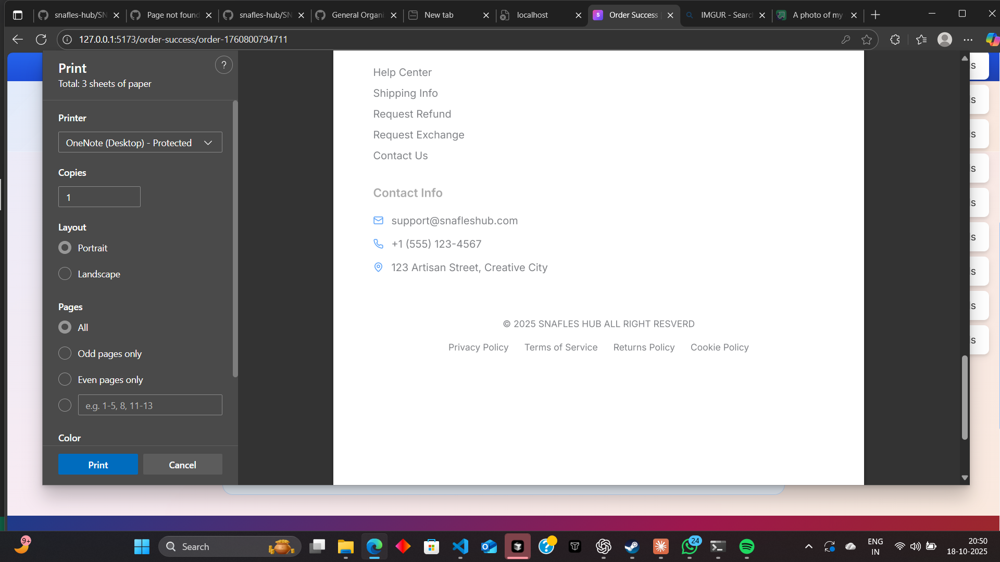 snafles-hub/SN
Page not found
snafles-hub/SN
General Organi
New tab
localhost
Order Success
IMGUR - Searc
A photo of my
127.0.0.1:5173/order-success/order-1760800794711
Print
Total: 3 sheets of paper
?
Printer
OneNote (Desktop) - Protected
Copies
1
Layout
Portrait
Landscape
Pages
All
Odd pages only
Even pages only
e.g. 1-5, 8, 11-13
Color
Print
Cancel
Help Center
Shipping Info
Request Refund
Request Exchange
Contact Us
Contact Info
support@snafleshub.com
+1 (555) 123-4567
123 Artisan Street, Creative City
© 2025 SNAFLES HUB ALL RIGHT RESVERD
Privacy Policy
Terms of Service
Returns Policy
Cookie Policy
s
s
s
s
s
s
s
s
s
9+
Search
24
ENG
IN
20:50
18-10-2025